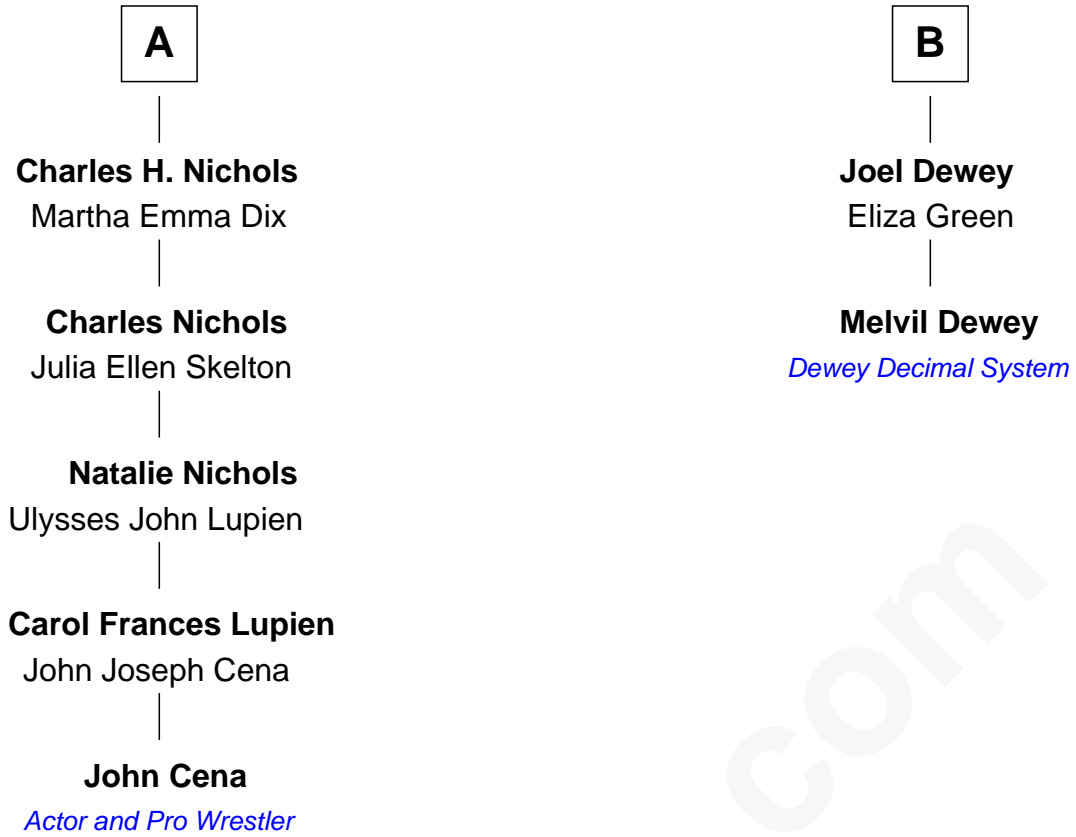 A
Charles H. Nichols
Martha Emma Dix
Charles Nichols
Julia Ellen Skelton
Natalie Nichols
Ulysses John Lupien
Carol Frances Lupien
John Joseph Cena
John Cena
Actor and Pro Wrestler
B
Joel Dewey
Eliza Green
Melvil Dewey
Dewey Decimal System
com